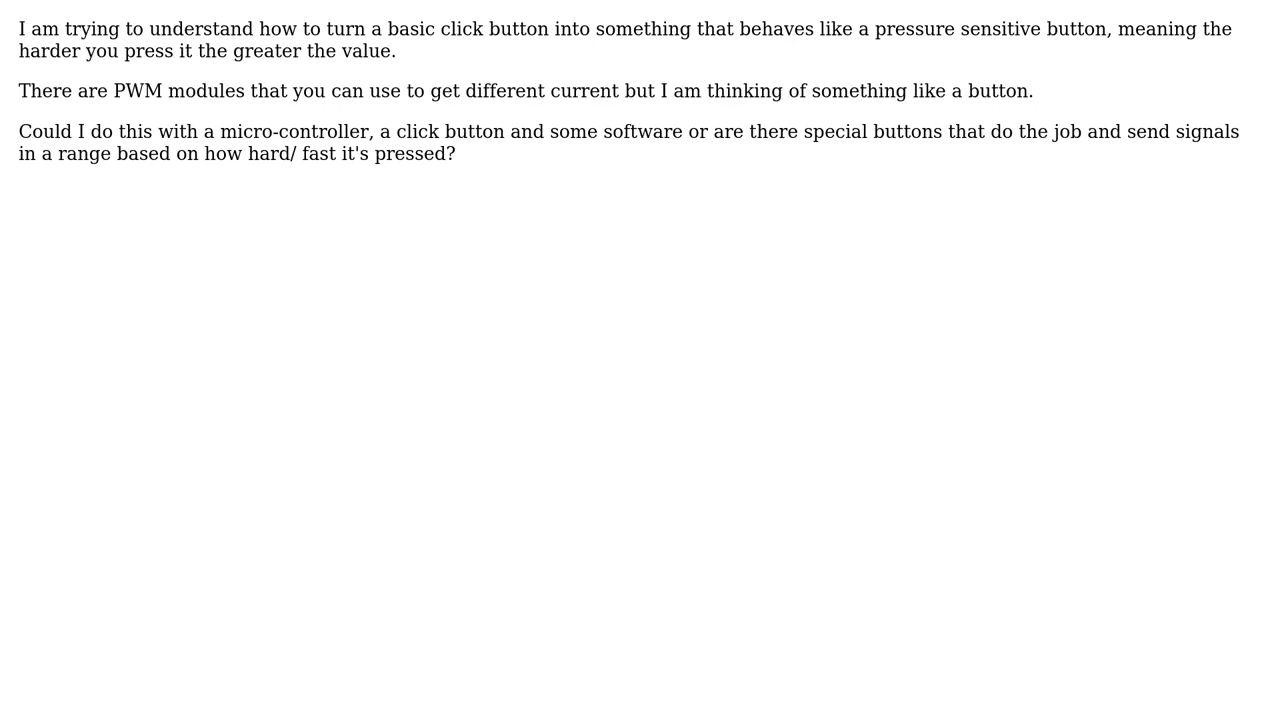 I am trying to understand how to turn a basic click button into something that behaves like a pressure sensitive button, meaning the
harder you press it the greater the value.
There are PWM modules that you can use to get different current but I am thinking of something like a button.
Could I do this with a micro-controller, a click button and some software or are there special buttons that do the job and send signals
in a range based on how hard/ fast it's pressed?